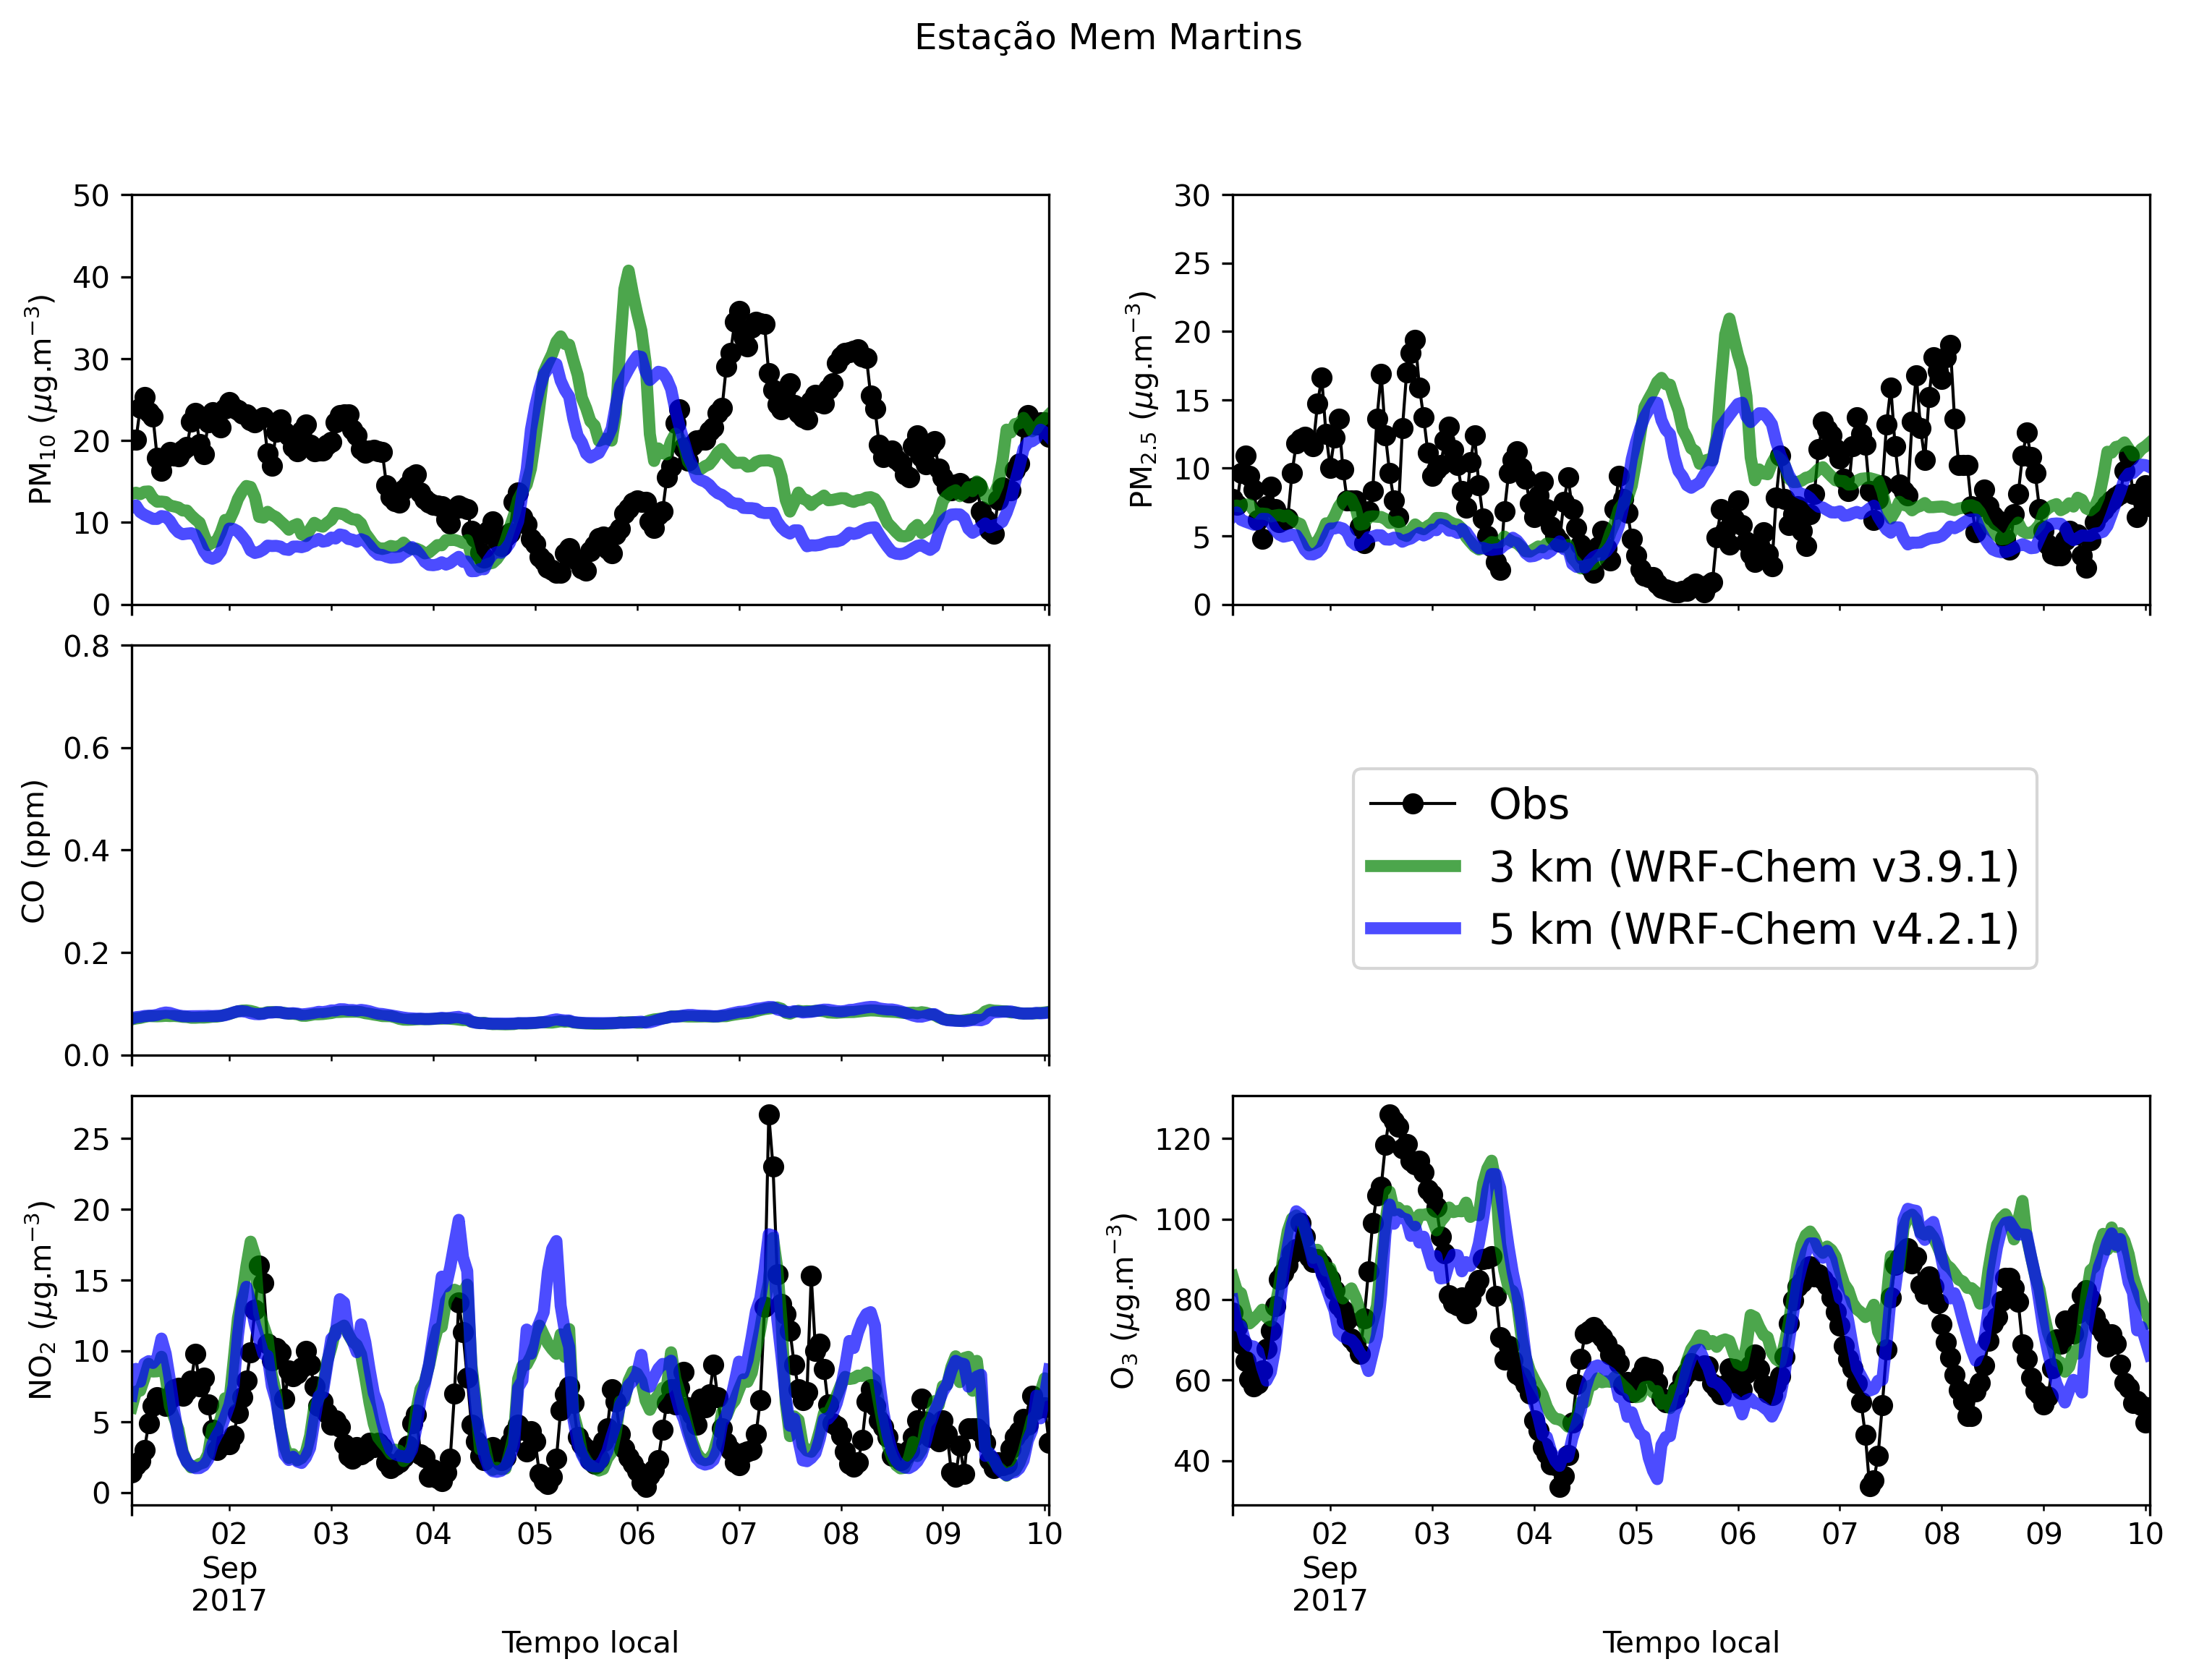 Estação Mem Martins
PM₁₀ (μg.m⁻³)
50
40
30
20
10
0
PM₂.₅ (μg.m⁻³)
30
25
20
15
10
5
0
CO (ppm)
0.8
0.6
0.4
0.2
0.0
Obs
3 km (WRF-Chem v3.9.1)
5 km (WRF-Chem v4.2.1)
NO₂ (μg.m⁻³)
25
20
15
10
5
0
02 03 04 05 06 07 08 09 10
Sep
2017
Tempo local
O₃ (μg.m⁻³)
120
100
80
60
40
02 03 04 05 06 07 08 09 10
Sep
2017
Tempo local